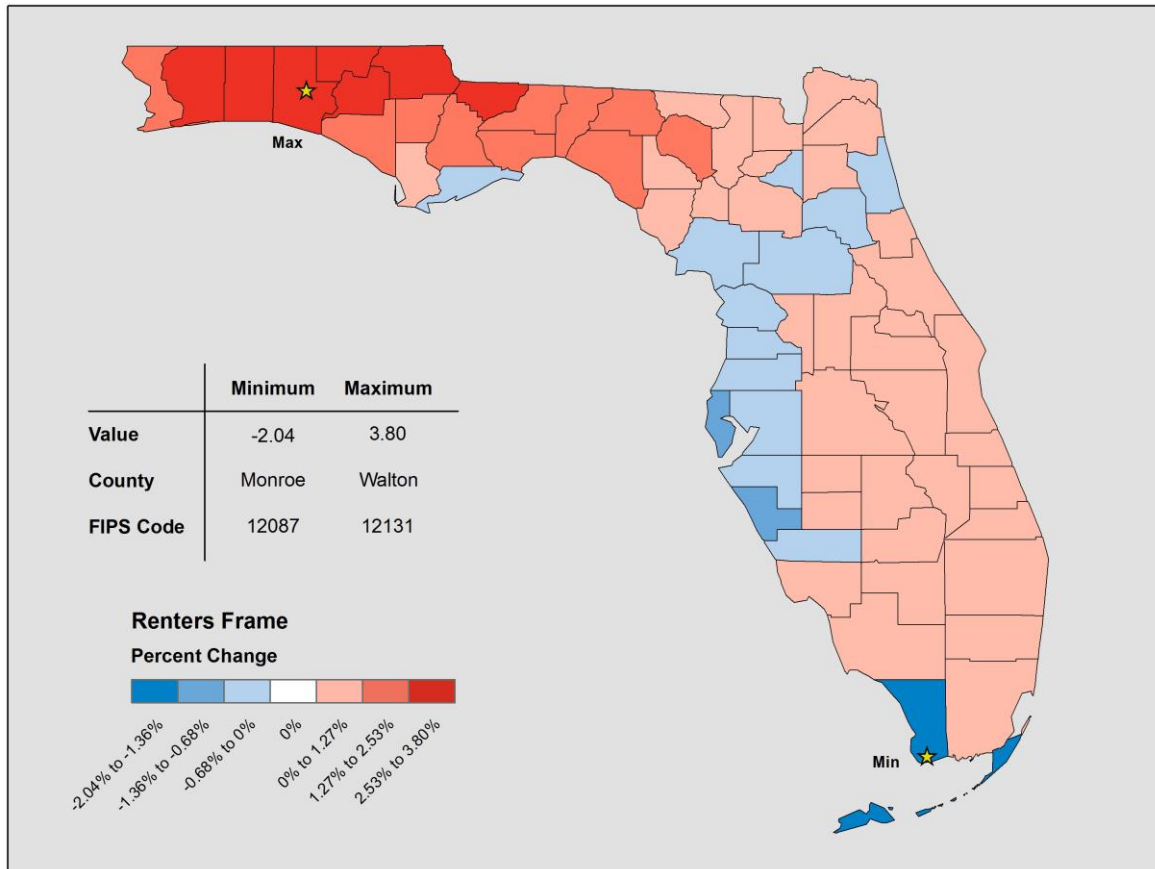 Max
Minimum Maximum
Value -2.04 3.80
County Monroe Walton
FIPS Code 12087 12131
Renters Frame
Percent Change
-2.04% to -1.36%
-1.36% to -0.68%
-0.68% to 0%
0%
0% to 1.27%
1.27% to 2.53%
2.53% to 3.80%
Min